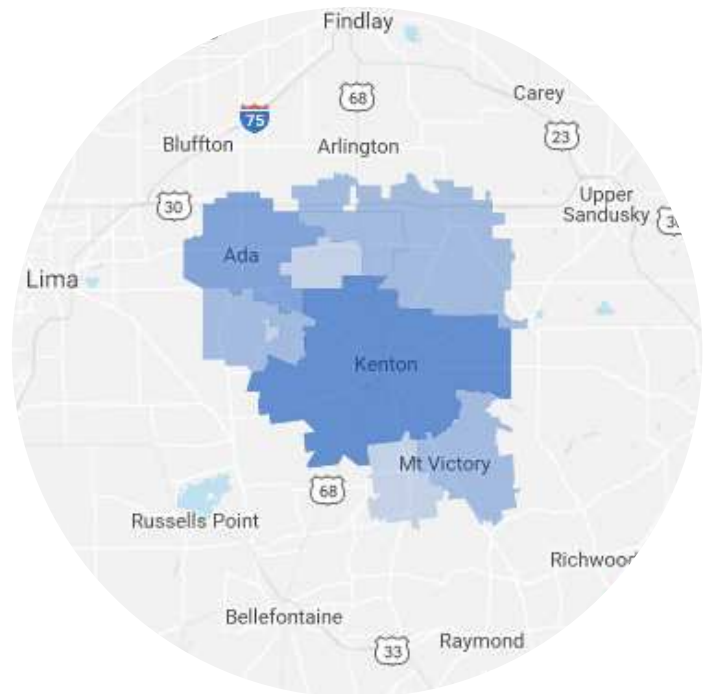 Findlay
68
Carey
75
23
Bluffton
Arlington
30
Upper
Sandusky
Ada
Lima
Kenton
Mt Victory
68
Russells Point
Bellefontaine
Raymond
33